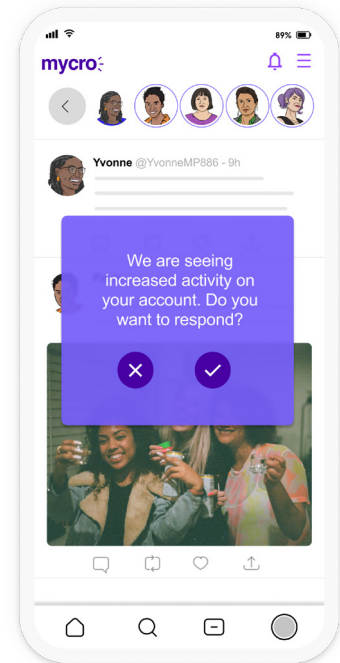 89%
mycro:
Yvonne @YvonneMP886 - 9h
We are seeing
increased activity on
your account. Do you
want to respond?